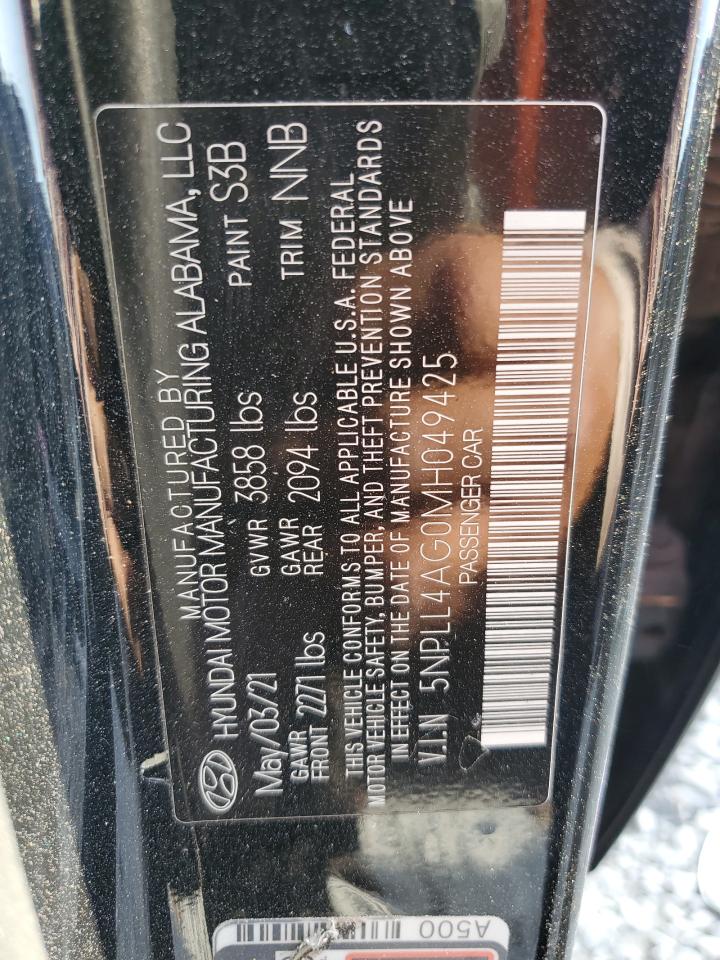 MANUFACTURED BY
HYUNDAI MOTOR MANUFACTURING ALABAMA, LLC
May/03/21 GVWR 3858 lbs PAINT S3B
GAWR FRONT 2271 lbs GAWR REAR 2094 lbs TRIM NNB
THIS VEHICLE CONFORMS TO ALL APPLICABLE U.S.A. FEDERAL
MOTOR VEHICLE SAFETY, BUMPER, AND THEFT PREVENTION STANDARDS
IN EFFECT ON THE DATE OF MANUFACTURE SHOWN ABOVE
V.I.N 5NPLL4AG0MH049425
PASSENGER CAR
A500